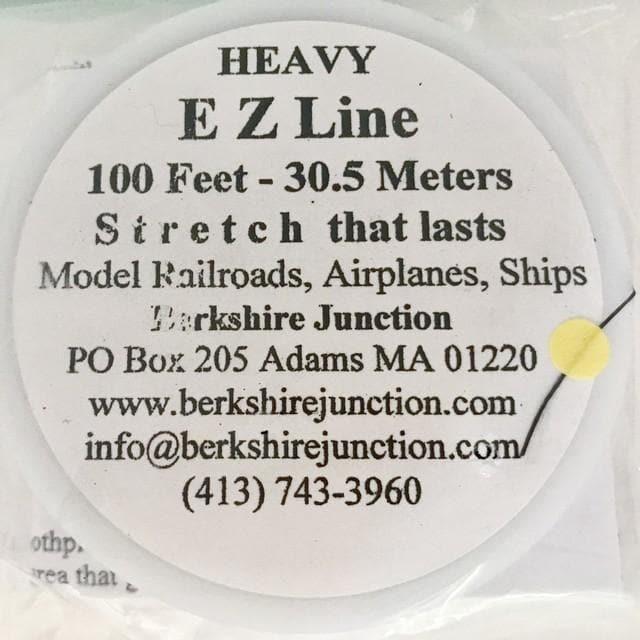 HEAVY
E Z Line
100 Feet - 30.5 Meters
Stretch that lasts
Model Railroads, Airplanes, Ships
Berkshire Junction
PO Box 205 Adams MA 01220
www.berkshirejunction.com
info@berkshirejunction.com
(413) 743-3960
that